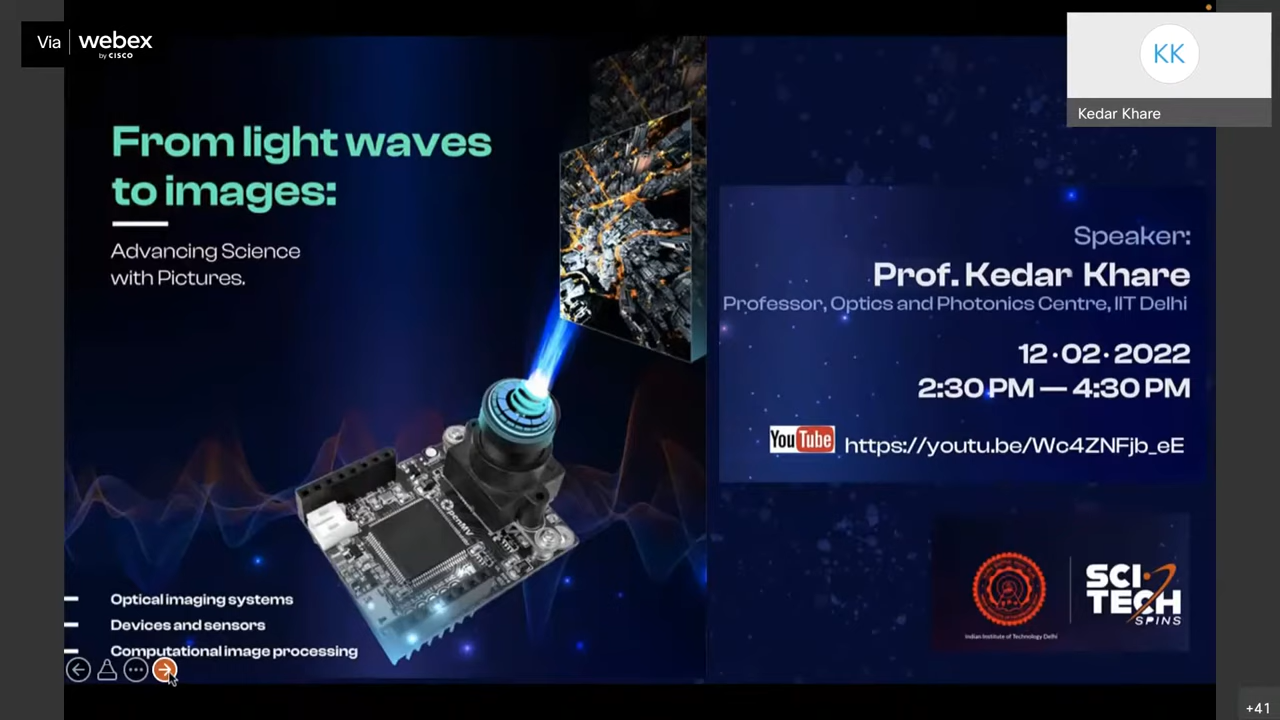 Via webex
by CISCO
KK
Kedar Khare
From light waves
to images:
Advancing Science
with Pictures.
Speaker:
Prof. Kedar Khare
Professor, Optics and Photonics Centre, IIT Delhi
12·02·2022
2:30 PM — 4:30 PM
YouTube https://youtu.be/Wc4ZNFjb_eE
OpenMV
Optical imaging systems
Devices and sensors
Computational image processing
Indian Institute of Technology Delhi
SCI
TECH
SPINS
+41